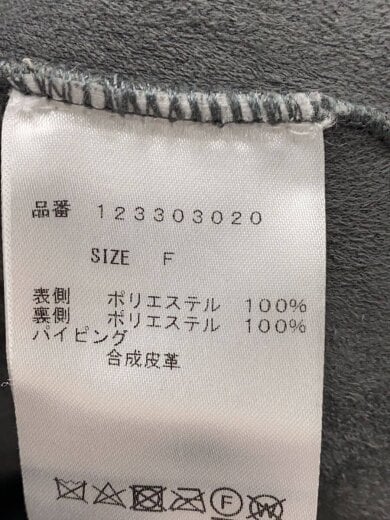 品番 123303020
SIZE F
表側 ポリエステル 100%
裏側 ポリエステル 100%
パイピング
合成皮革
F
W